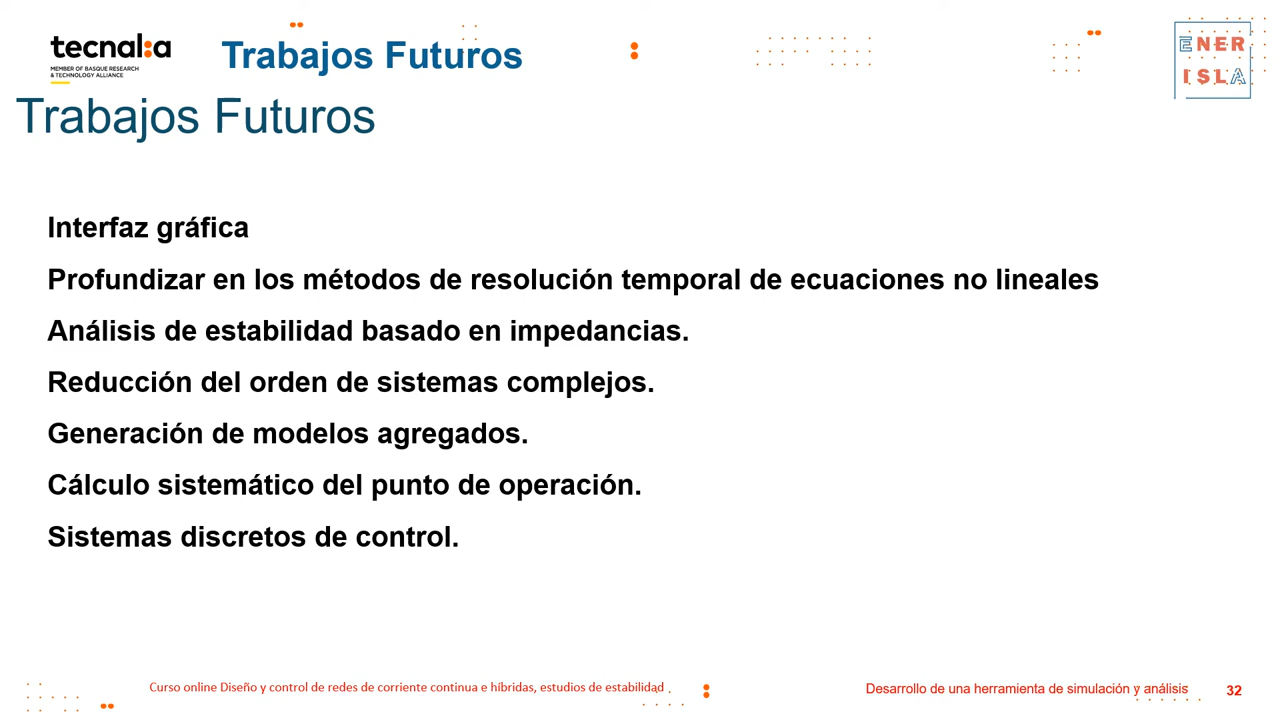 tecnalia
MEMBER OF BASQUE RESEARCH
& TECHNOLOGY ALLIANCE
Trabajos Futuros
ENER
ISLA
Trabajos Futuros
Interfaz gráfica
Profundizar en los métodos de resolución temporal de ecuaciones no lineales
Análisis de estabilidad basado en impedancias.
Reducción del orden de sistemas complejos.
Generación de modelos agregados.
Cálculo sistemático del punto de operación.
Sistemas discretos de control.
Curso online Diseño y control de redes de corriente continua e híbridas, estudios de estabilidad
Desarrollo de una herramienta de simulación y análisis
32